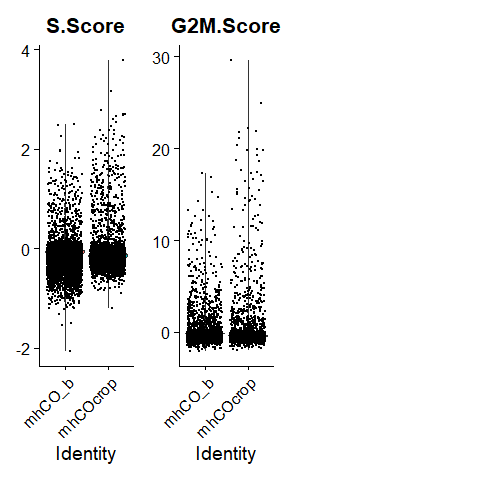 S.Score
G2M.Score
4
2
0
-2
30
20
10
0
mhCO_b
mhCOcrop
mhCO_b
mhCOcrop
Identity
Identity